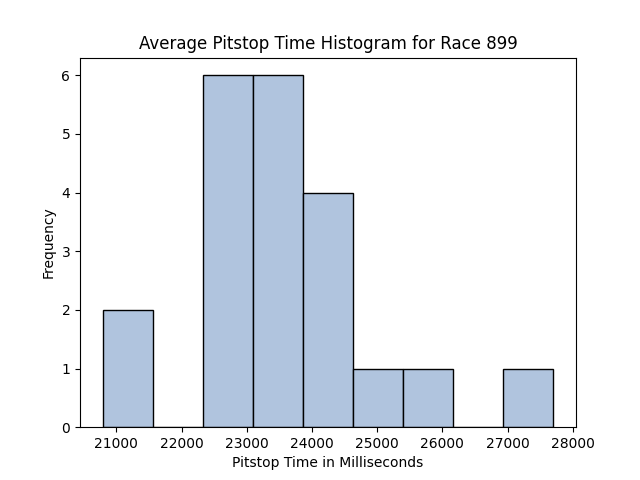 Average Pitstop Time Histogram for Race 899
6
5
4
3
2
1
0
Frequency
21000 22000 23000 24000 25000 26000 27000 28000
Pitstop Time in Milliseconds